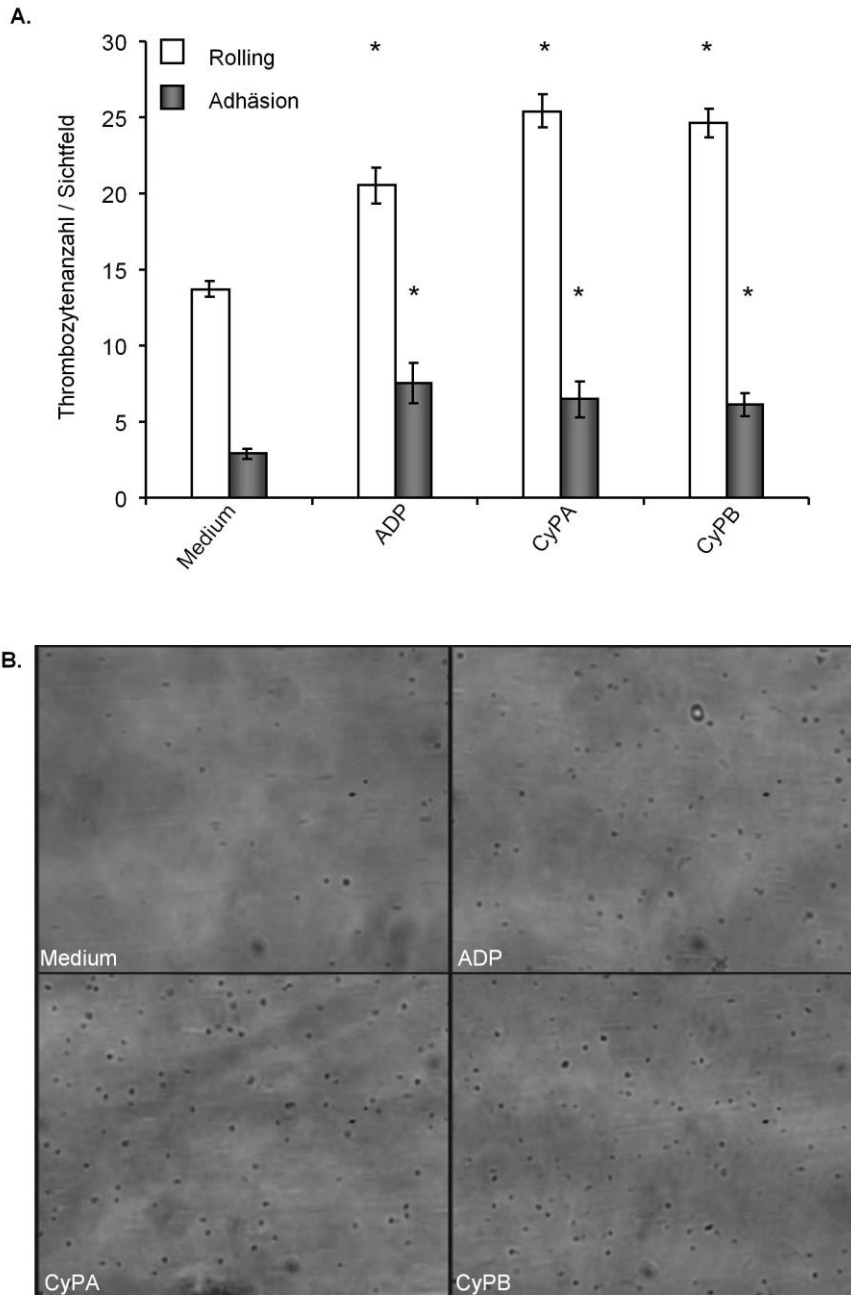 A.
Thrombozytenanzahl / Sichtfeld
30
25
20
15
10
5
0
Rolling
Adhäsion
*
*
*
*
*
*
Medium
ADP
CyPA
CyPB
B.
Medium
ADP
CyPA
CyPB